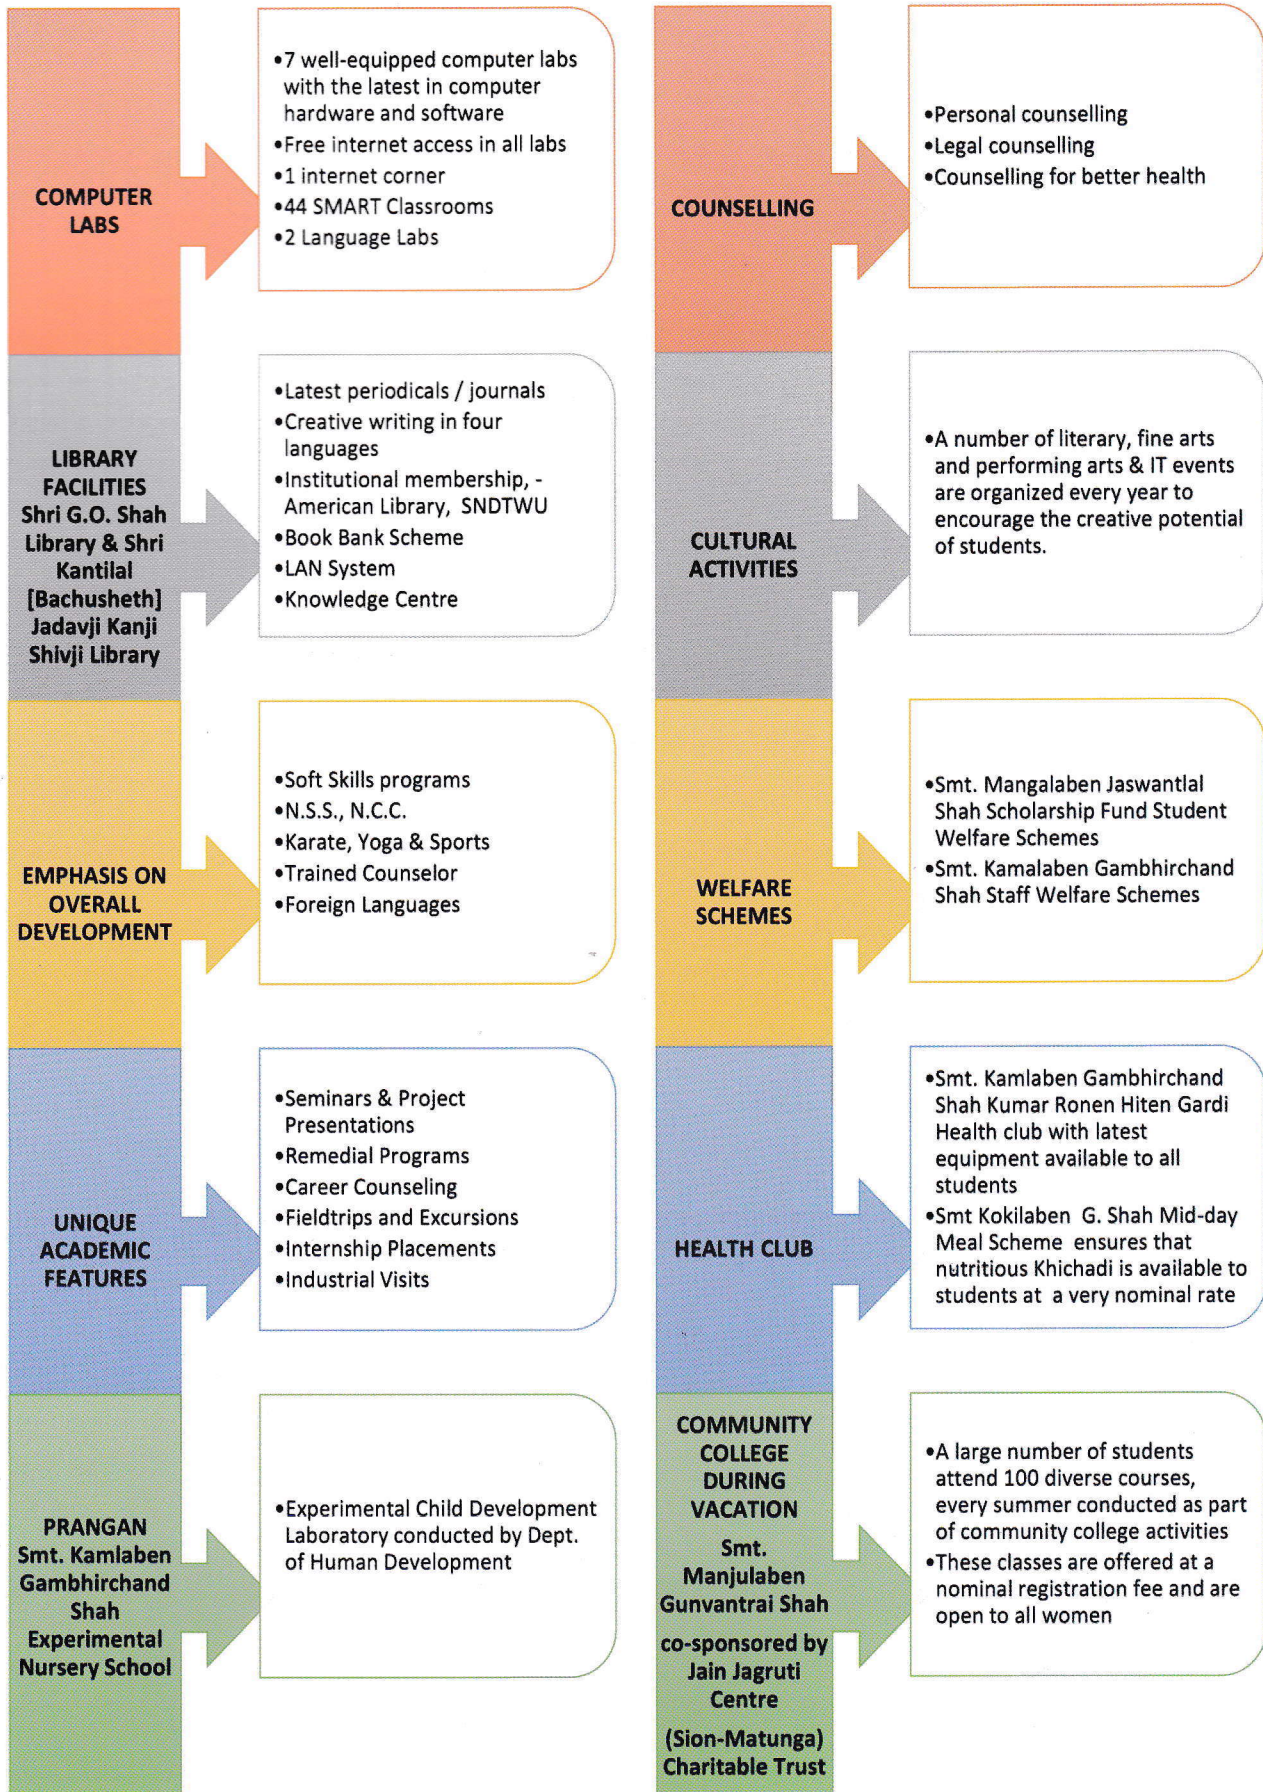 COMPUTER
LABS
•7 well-equipped computer labs
with the latest in computer
hardware and software
•Free internet access in all labs
•1 internet corner
•44 SMART Classrooms
•2 Language Labs
LIBRARY
FACILITIES
Shri G.O. Shah
Library & Shri
Kantilal
[Bachusheth]
Jadavji Kanji
Shivji Library
•Latest periodicals / journals
•Creative writing in four
languages
•Institutional membership, -
American Library, SNDTWU
•Book Bank Scheme
•LAN System
•Knowledge Centre
EMPHASIS ON
OVERALL
DEVELOPMENT
•Soft Skills programs
•N.S.S., N.C.C.
•Karate, Yoga & Sports
•Trained Counselor
•Foreign Languages
UNIQUE
ACADEMIC
FEATURES
•Seminars & Project
Presentations
•Remedial Programs
•Career Counseling
•Fieldtrips and Excursions
•Internship Placements
•Industrial Visits
PRANGAN
Smt. Kamlaben
Gambhirchand
Shah
Experimental
Nursery School
•Experimental Child Development
Laboratory conducted by Dept.
of Human Development
COUNSELLING
•Personal counselling
•Legal counselling
•Counselling for better health
CULTURAL
ACTIVITIES
•A number of literary, fine arts
and performing arts & IT events
are organized every year to
encourage the creative potential
of students.
WELFARE
SCHEMES
•Smt. Mangalaben Jaswantlal
Shah Scholarship Fund Student
Welfare Schemes
•Smt. Kamalaben Gambhirchand
Shah Staff Welfare Schemes
HEALTH CLUB
•Smt. Kamlaben Gambhirchand
Shah Kumar Ronen Hiten Gardi
Health club with latest
equipment available to all
students
•Smt Kokilaben G. Shah Mid-day
Meal Scheme ensures that
nutritious Khichadi is available to
students at a very nominal rate
COMMUNITY
COLLEGE
DURING
VACATION
Smt.
Manjulaben
Gunvantrai Shah
co-sponsored by
Jain Jagruti
Centre
(Sion-Matunga)
Charitable Trust
•A large number of students
attend 100 diverse courses,
every summer conducted as part
of community college activities
•These classes are offered at a
nominal registration fee and are
open to all women